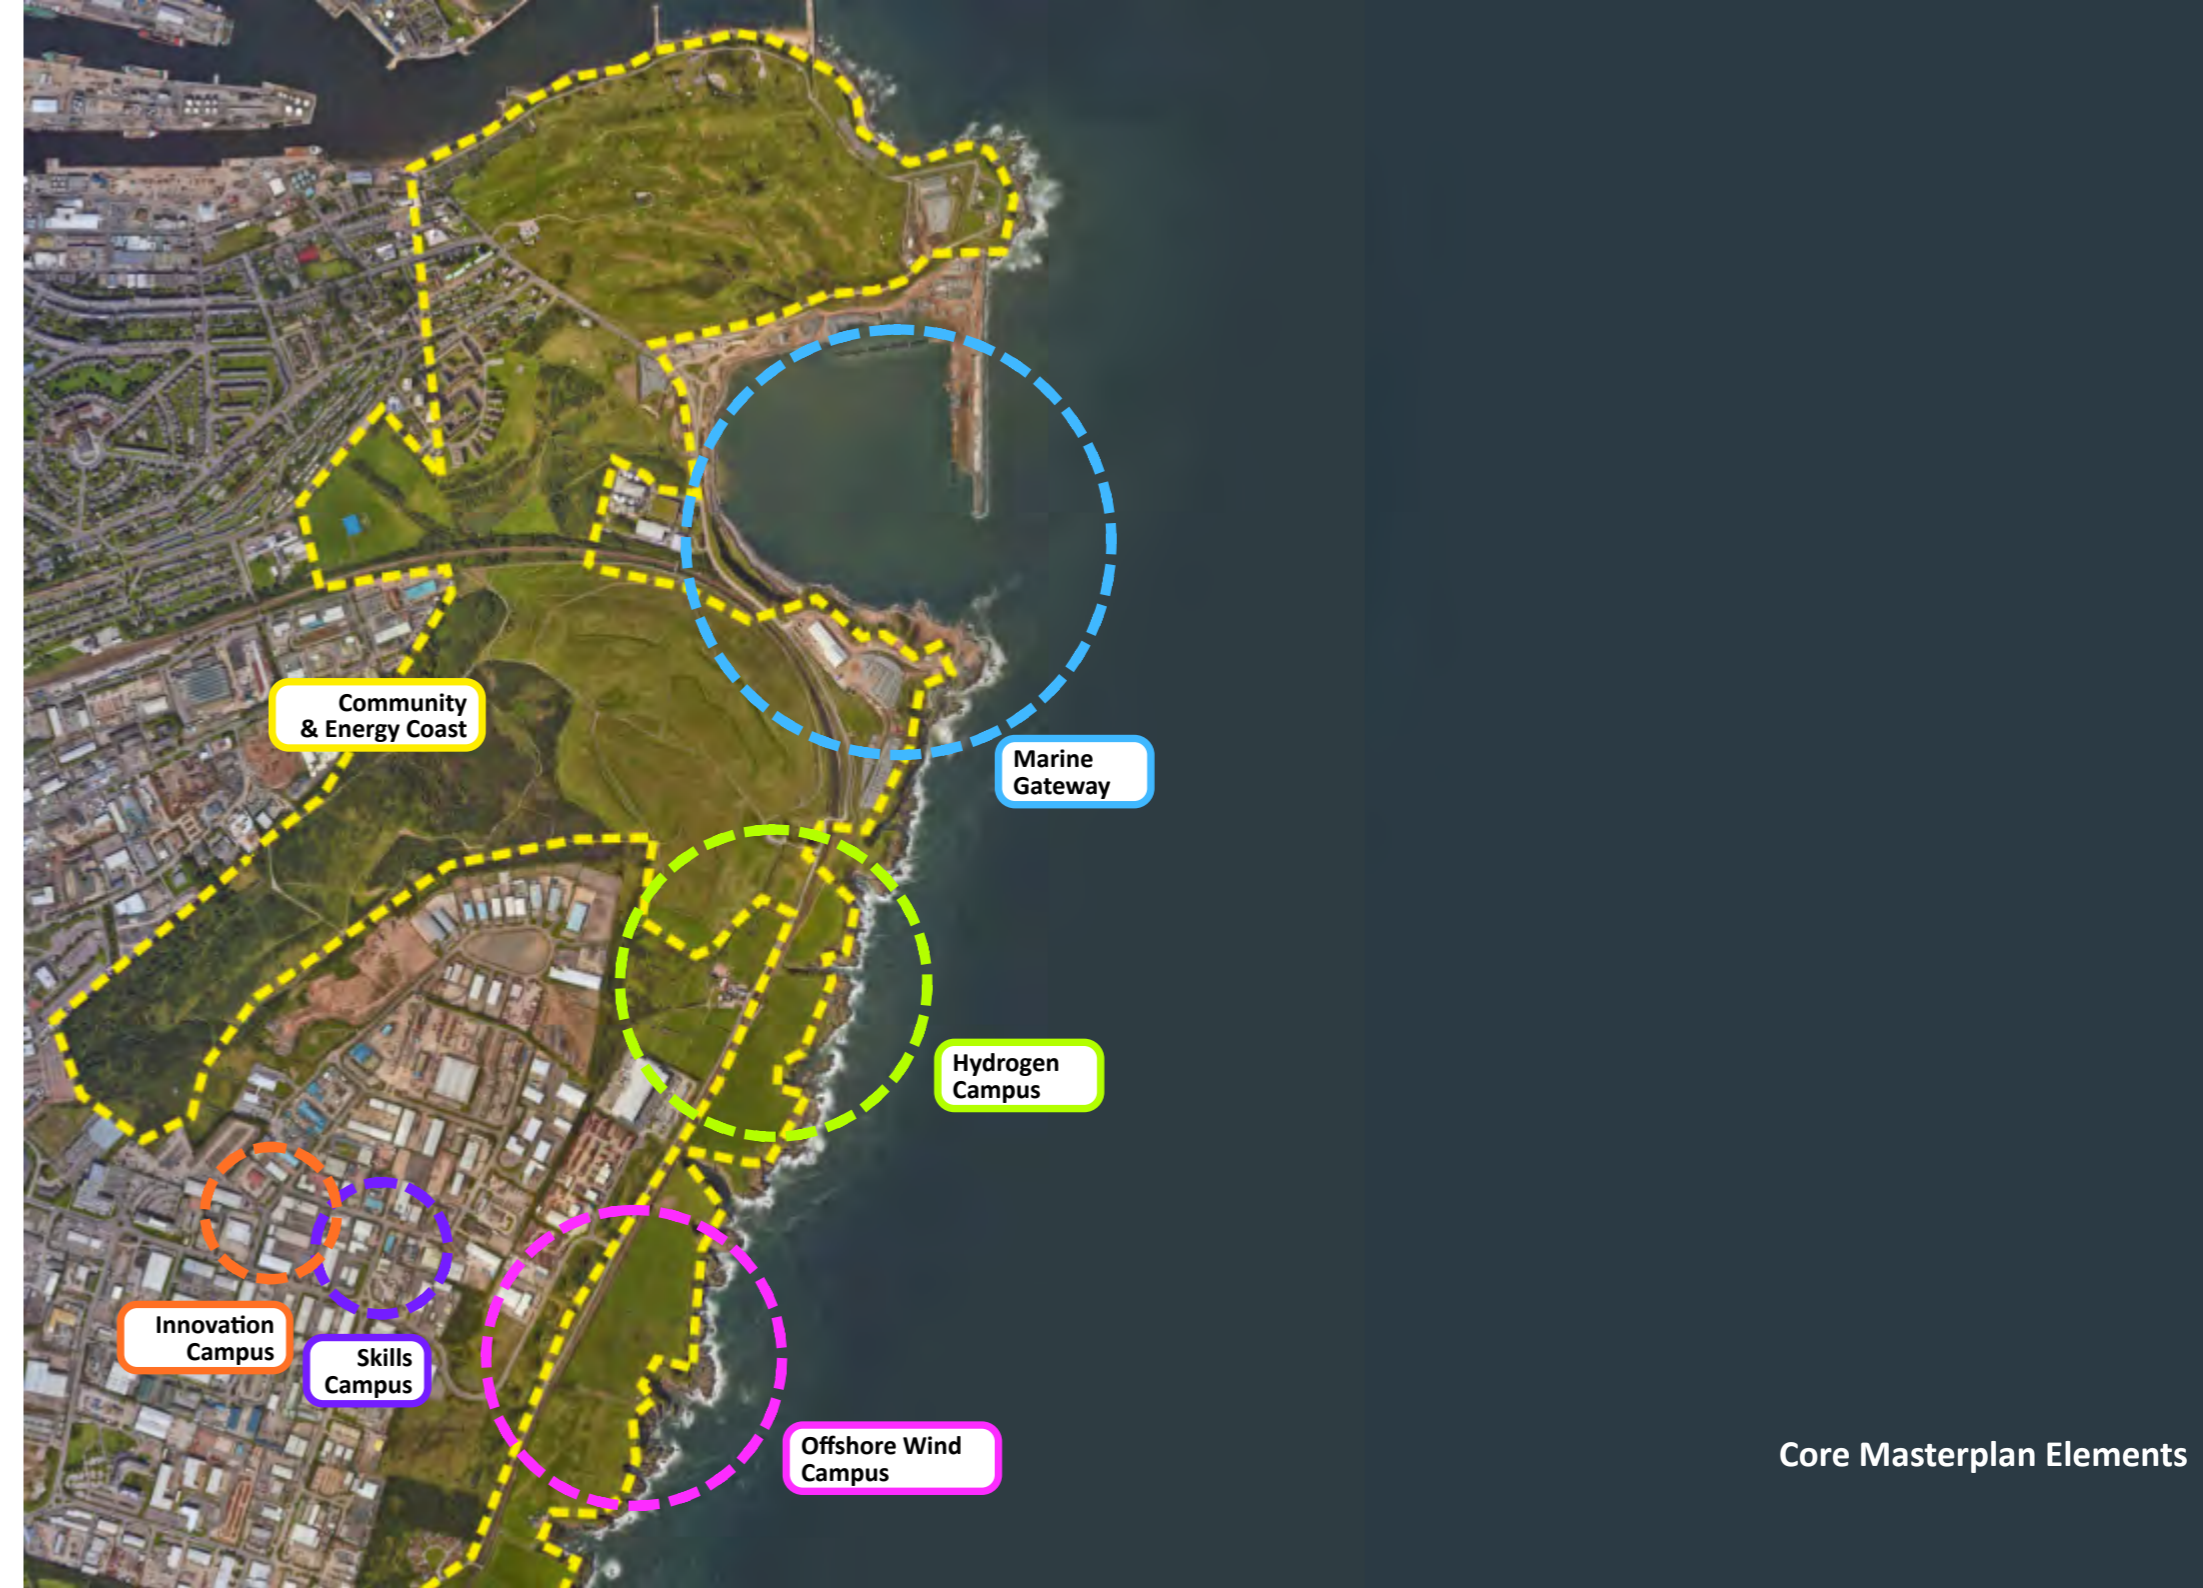 Community
& Energy Coast
Marine
Gateway
Hydrogen
Campus
Innovation
Campus
Skills
Campus
Offshore Wind
Campus
Core Masterplan Elements